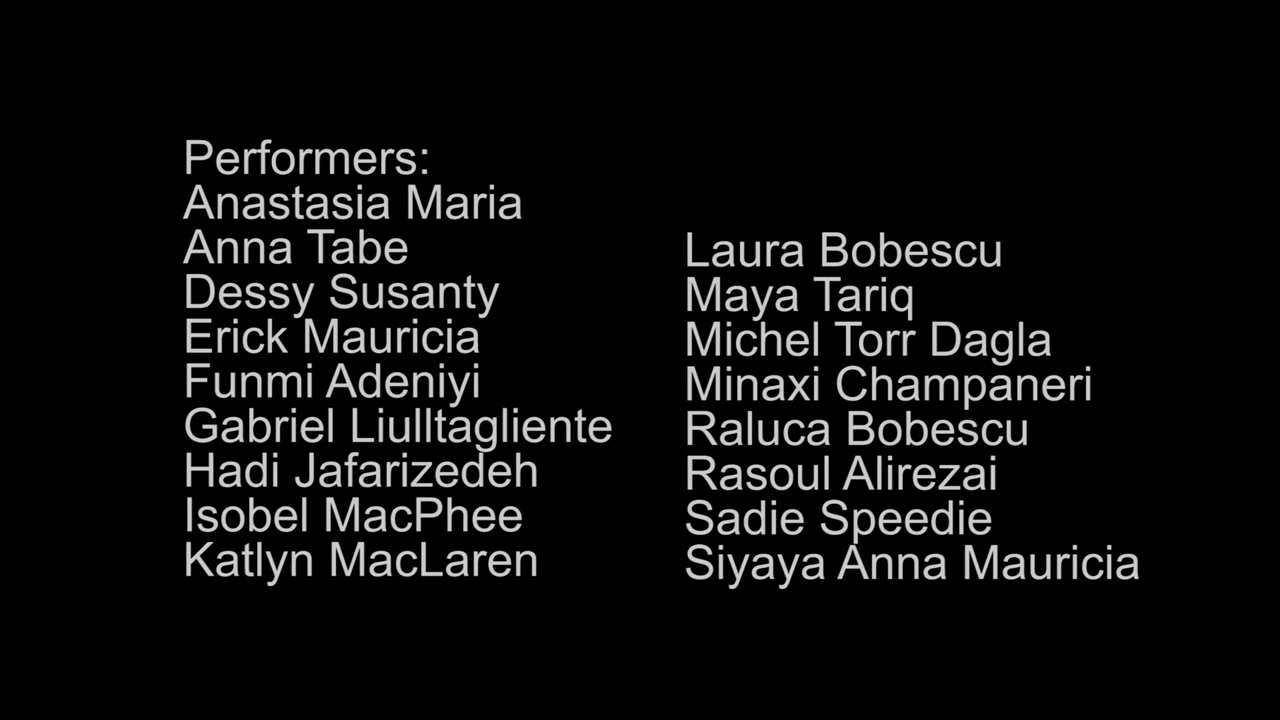 Performers:
Anastasia Maria
Anna Tabe
Dessy Susanty
Erick Mauricia
Funmi Adeniyi
Gabriel Liulltagliente
Hadi Jafarizedeh
Isobel MacPhee
Katlyn MacLaren
Laura Bobescu
Maya Tariq
Michel Torr Dagla
Minaxi Champaneri
Raluca Bobescu
Rasoul Alirezai
Sadie Speedie
Siyaya Anna Mauricia